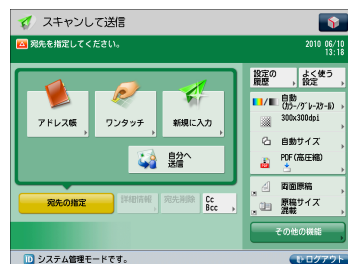 スキャンして送信
宛先を指定してください。
2010 06/10
13:18
設定の
履歴
よく使う
設定
アドレス帳
ワンタッチ
新規に入力
自分へ
送信
自動
(カラー/グレースケール)
300x300dpi
自動サイズ
PDF(高圧縮)
両面原稿
原稿サイズ
混載
宛先の指定
詳細情報
宛先削除
Cc
Bcc
その他の機能
ID システム管理モードです。
ログアウト